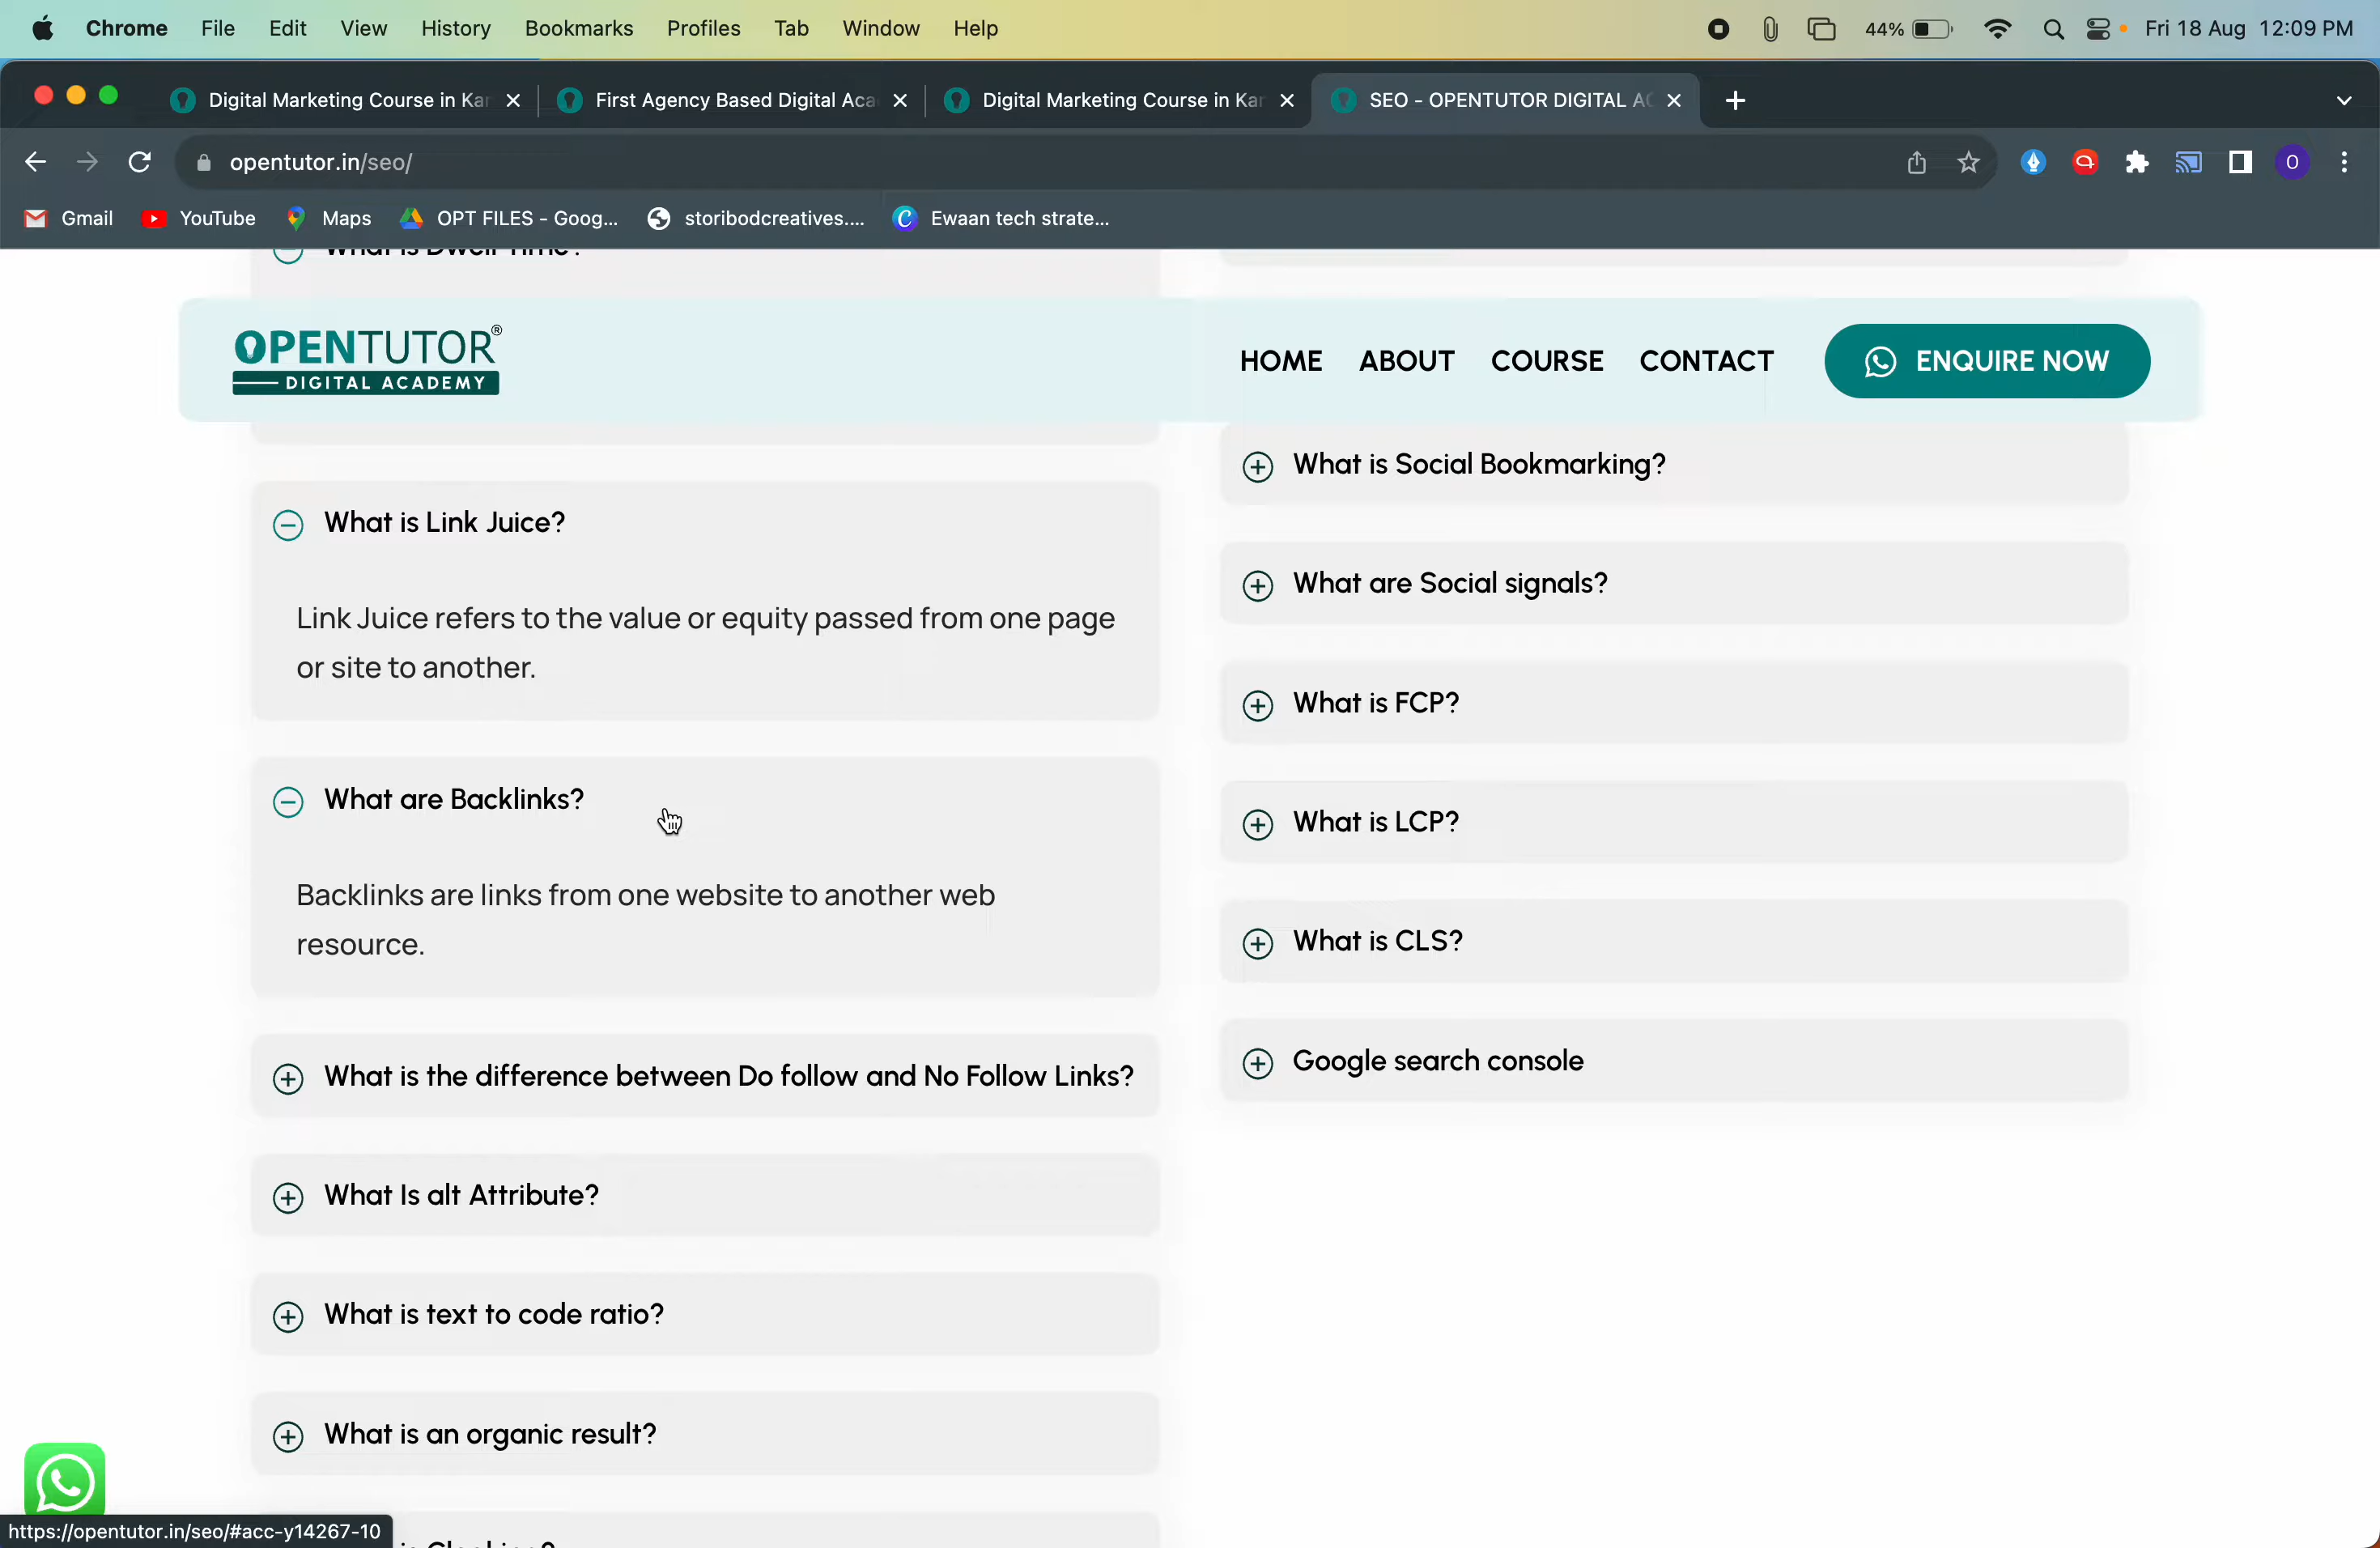 Chrome File Edit View History Bookmarks Profiles Tab Window Help 44% Fri 18 Aug 12:09 PM
Digital Marketing Course in Kar First Agency Based Digital Aca Digital Marketing Course in Kar SEO - OPENTUTOR DIGITAL AC
opentutor.in/seo/ O
Gmail YouTube Maps OPT FILES - Goog... storibodcreatives.... Ewaan tech strate...
What is Dwell Time?
OPENTUTOR®
DIGITAL ACADEMY
HOME ABOUT COURSE CONTACT ENQUIRE NOW
What is Link Juice?
Link Juice refers to the value or equity passed from one page
or site to another.
What are Backlinks?
Backlinks are links from one website to another web
resource.
What is the difference between Do follow and No Follow Links?
What Is alt Attribute?
What is text to code ratio?
What is an organic result?
What is Social Bookmarking?
What are Social signals?
What is FCP?
What is LCP?
What is CLS?
Google search console
https://opentutor.in/seo/#acc-y14267-10